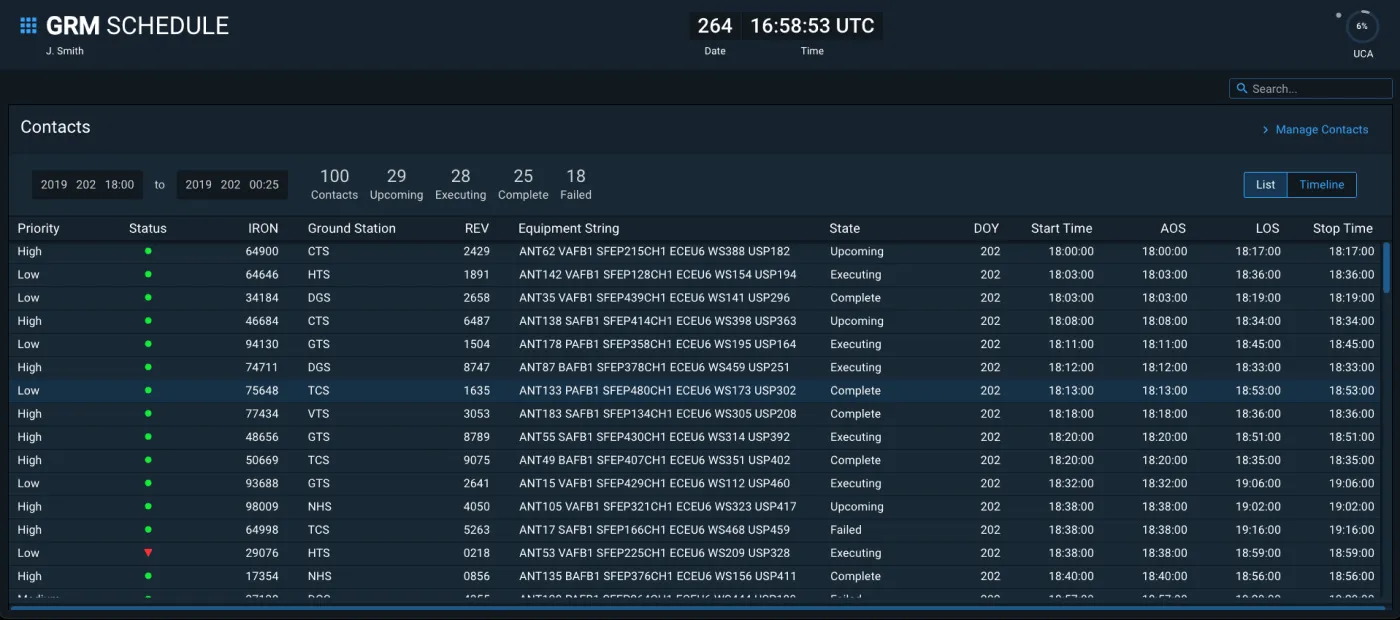 GRM SCHEDULE
J. Smith
264 16:58:53 UTC
Date Time
6%
UCA
Search...
Contacts
Manage Contacts
2019 202 18:00 to 2019 202 00:25
100 29 28 25 18
Contacts Upcoming Executing Complete Failed
List Timeline
Priority Status IRON Ground Station REV Equipment String State DOY Start Time AOS LOS Stop Time
High 64900 CTS 2429 ANT62 VAFB1 SFEP215CH1 ECEU6 WS388 USP182 Upcoming 202 18:00:00 18:00:00 18:17:00 18:17:00
Low 64646 HTS 1891 ANT142 VAFB1 SFEP128CH1 ECEU6 WS154 USP194 Executing 202 18:03:00 18:03:00 18:36:00 18:36:00
Low 34184 DGS 2658 ANT35 VAFB1 SFEP439CH1 ECEU6 WS141 USP296 Complete 202 18:03:00 18:03:00 18:19:00 18:19:00
High 46684 CTS 6487 ANT138 SAFB1 SFEP414CH1 ECEU6 WS398 USP363 Upcoming 202 18:08:00 18:08:00 18:34:00 18:34:00
Low 94130 GTS 1504 ANT178 PAFB1 SFEP358CH1 ECEU6 WS195 USP164 Executing 202 18:11:00 18:11:00 18:45:00 18:45:00
High 74711 DGS 8747 ANT87 BAFB1 SFEP378CH1 ECEU6 WS459 USP251 Executing 202 18:12:00 18:12:00 18:33:00 18:33:00
Low 75648 TCS 1635 ANT133 PAFB1 SFEP480CH1 ECEU6 WS173 USP302 Complete 202 18:13:00 18:13:00 18:53:00 18:53:00
High 77434 VTS 3053 ANT183 SAFB1 SFEP134CH1 ECEU6 WS305 USP208 Complete 202 18:18:00 18:18:00 18:36:00 18:36:00
High 48656 GTS 8789 ANT55 SAFB1 SFEP430CH1 ECEU6 WS314 USP392 Executing 202 18:20:00 18:20:00 18:51:00 18:51:00
High 50669 TCS 9075 ANT49 BAFB1 SFEP407CH1 ECEU6 WS351 USP402 Complete 202 18:20:00 18:20:00 18:35:00 18:35:00
Low 93688 GTS 2641 ANT15 VAFB1 SFEP429CH1 ECEU6 WS112 USP460 Executing 202 18:32:00 18:32:00 19:06:00 19:06:00
High 98009 NHS 4050 ANT105 VAFB1 SFEP321CH1 ECEU6 WS323 USP417 Upcoming 202 18:38:00 18:38:00 19:02:00 19:02:00
High 64998 TCS 5263 ANT17 SAFB1 SFEP166CH1 ECEU6 WS468 USP459 Failed 202 18:38:00 18:38:00 19:16:00 19:16:00
Low 29076 HTS 0218 ANT53 VAFB1 SFEP225CH1 ECEU6 WS209 USP328 Executing 202 18:38:00 18:38:00 18:59:00 18:59:00
High 17354 NHS 0856 ANT135 BAFB1 SFEP376CH1 ECEU6 WS156 USP411 Complete 202 18:40:00 18:40:00 18:56:00 18:56:00